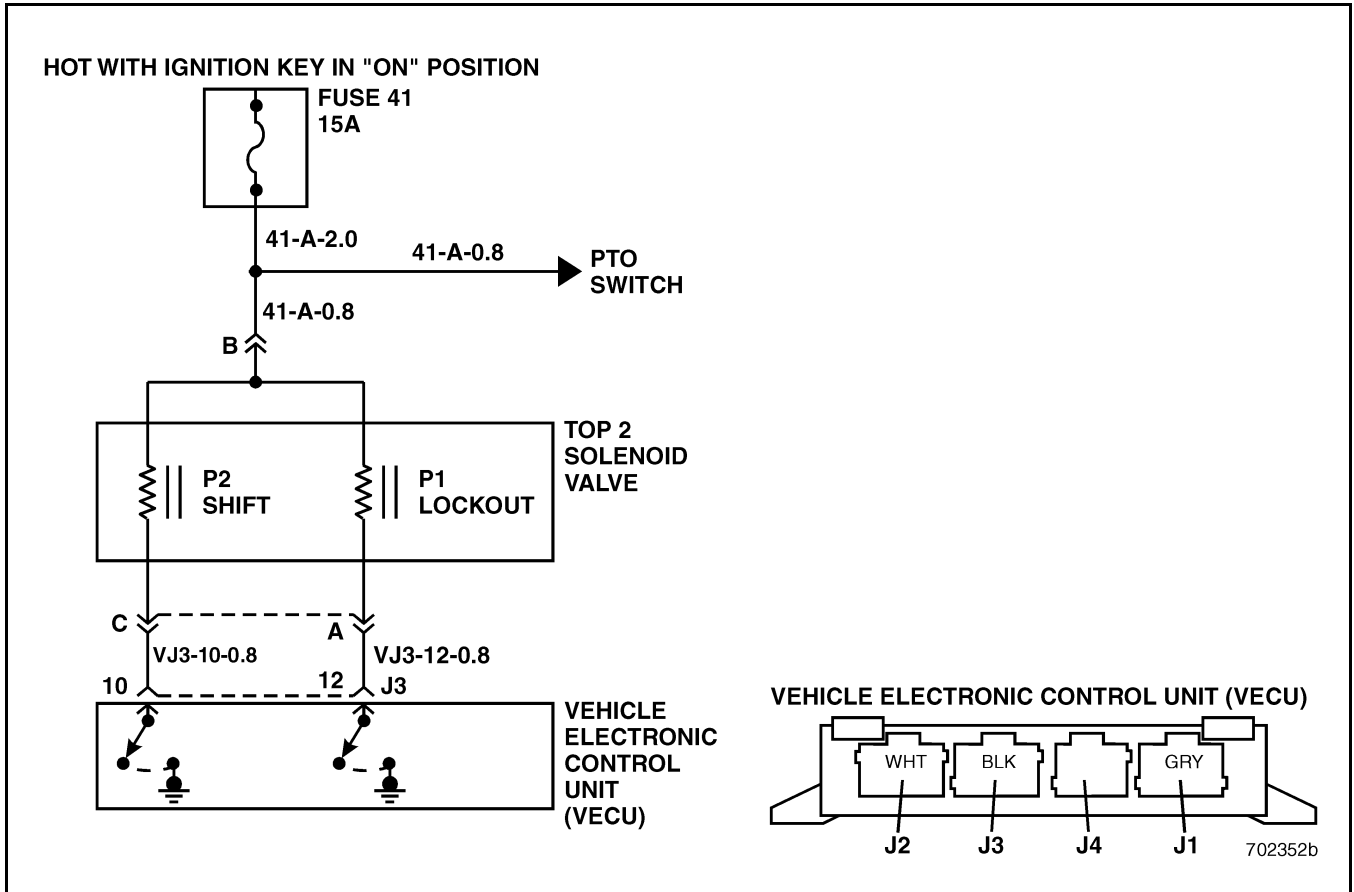 HOT WITH IGNITION KEY IN "ON" POSITION
FUSE 41
15A
41-A-2.0
41-A-0.8
PTO
SWITCH
41-A-0.8
B
TOP 2
SOLENOID
VALVE
P2
SHIFT
P1
LOCKOUT
C
A
VJ3-10-0.8
VJ3-12-0.8
10
12
J3
VEHICLE
ELECTRONIC
CONTROL
UNIT
(VECU)
VEHICLE ELECTRONIC CONTROL UNIT (VECU)
WHT
BLK
GRY
J2
J3
J4
J1
702352b